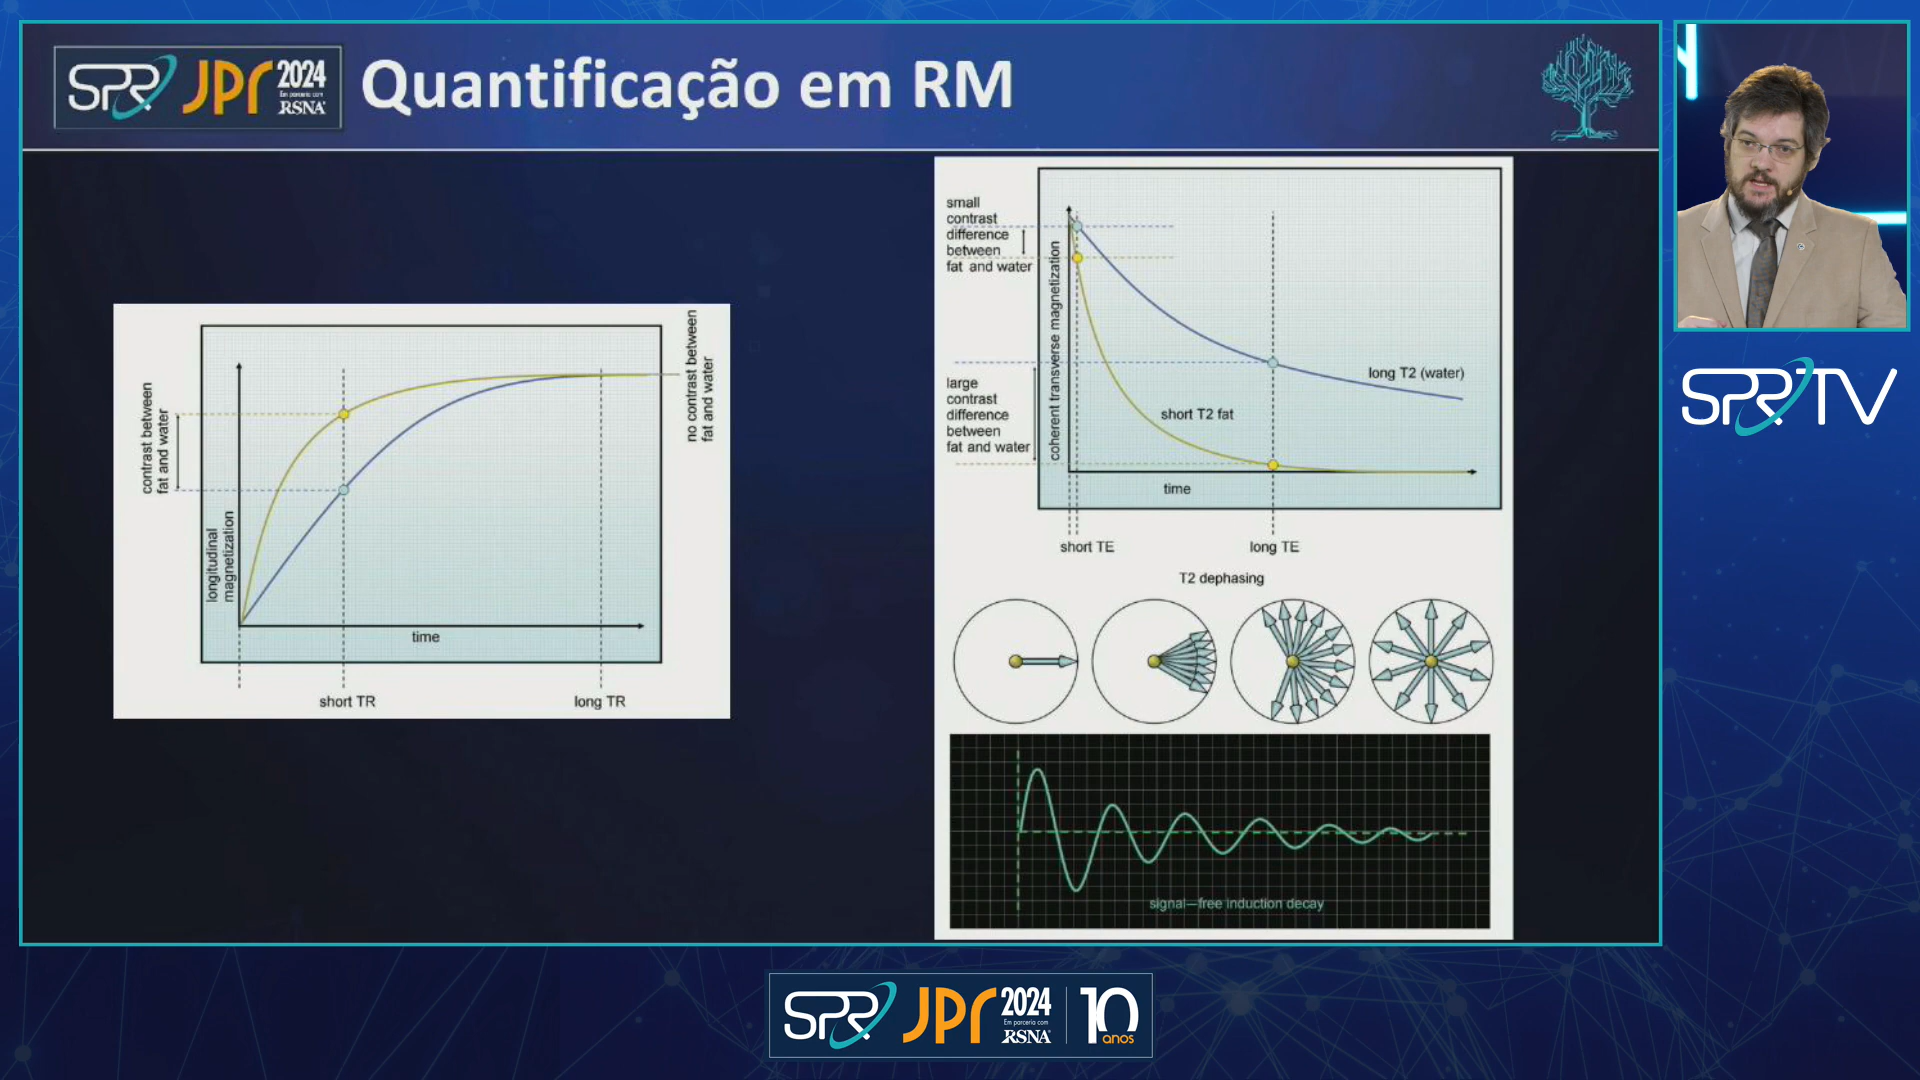 SPR JPR 2024
Em parceria com
RSNA
Quantificação em RM
contrast between
fat and water
longitudinal
magnetization
time
short TR
long TR
no contrast between
fat and water
small
contrast
difference
between
fat and water
large
contrast
difference
between
fat and water
coherent transverse magnetization
long T2 (water)
short T2 fat
time
short TE
long TE
T2 dephasing
signal—free induction decay
SPR TV
SPR JPR 2024
Em parceria com
RSNA
10
anos